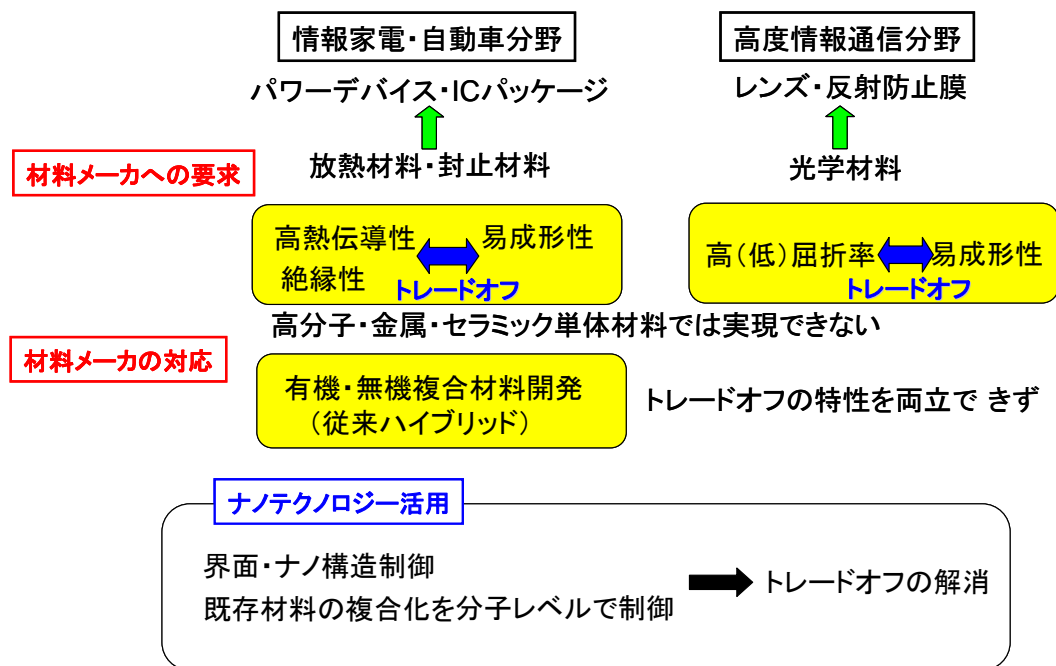 情報家電・自動車分野
高度情報通信分野
パワーデバイス・ICパッケージ
レンズ・反射防止膜
材料メーカへの要求
放熱材料・封止材料
光学材料
高熱伝導性
易成形性
絶縁性
トレードオフ
高(低)屈折率
易成形性
トレードオフ
高分子・金属・セラミック単体材料では実現できない
材料メーカの対応
有機・無機複合材料開発
(従来ハイブリッド)
トレードオフの特性を両立で きず
ナノテクノロジー活用
界面・ナノ構造制御
既存材料の複合化を分子レベルで制御
トレードオフの解消